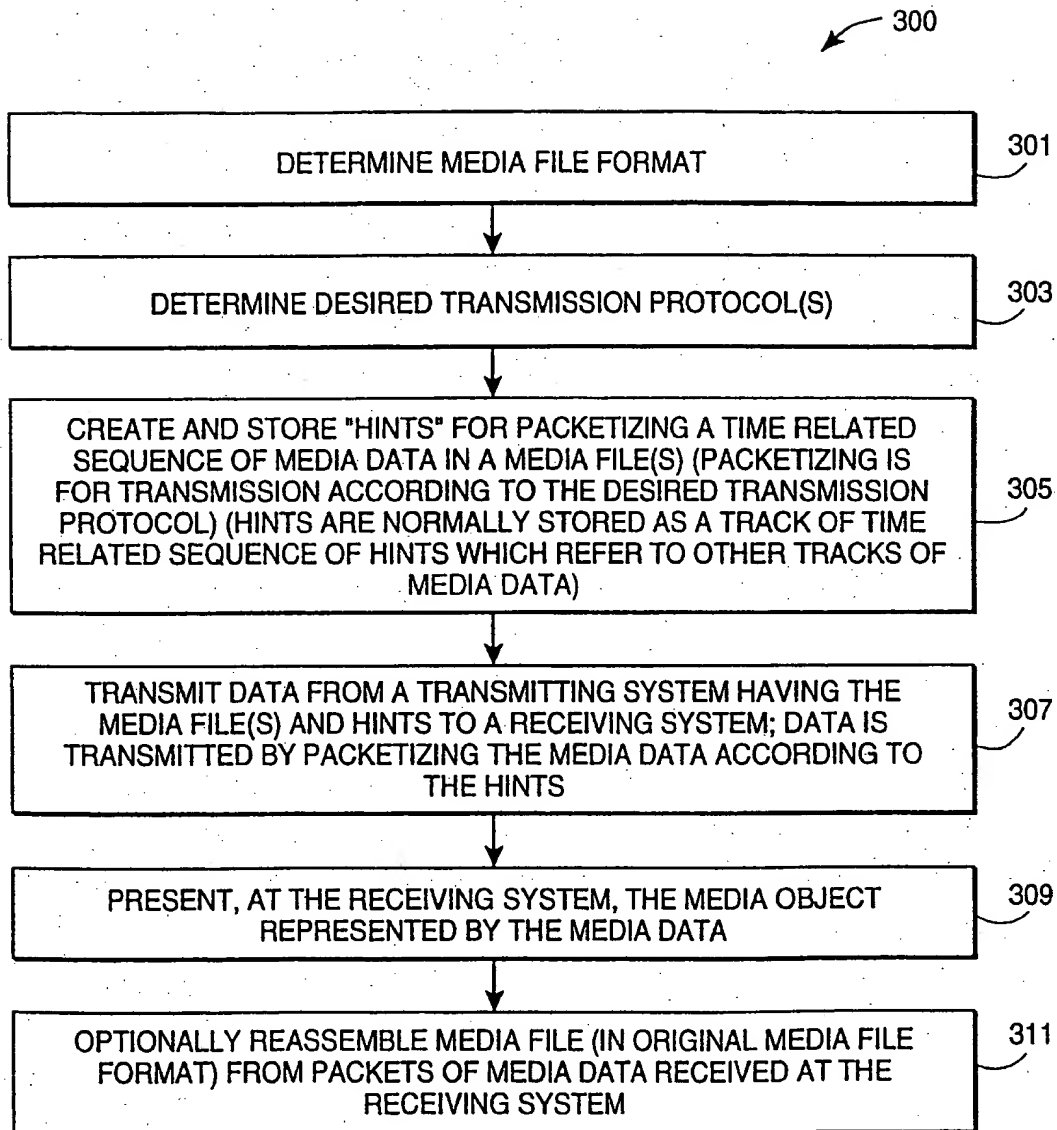 300
DETERMINE MEDIA FILE FORMAT
301
DETERMINE DESIRED TRANSMISSION PROTOCOL(S)
303
CREATE AND STORE "HINTS" FOR PACKETIZING A TIME RELATED
SEQUENCE OF MEDIA DATA IN A MEDIA FILE(S) (PACKETIZING IS
FOR TRANSMISSION ACCORDING TO THE DESIRED TRANSMISSION
PROTOCOL) (HINTS ARE NORMALLY STORED AS A TRACK OF TIME
RELATED SEQUENCE OF HINTS WHICH REFER TO OTHER TRACKS OF
MEDIA DATA)
305
TRANSMIT DATA FROM A TRANSMITTING SYSTEM HAVING THE
MEDIA FILE(S) AND HINTS TO A RECEIVING SYSTEM; DATA IS
TRANSMITTED BY PACKETIZING THE MEDIA DATA ACCORDING TO
THE HINTS
307
PRESENT, AT THE RECEIVING SYSTEM, THE MEDIA OBJECT
REPRESENTED BY THE MEDIA DATA
309
OPTIONALLY REASSEMBLE MEDIA FILE (IN ORIGINAL MEDIA FILE
FORMAT) FROM PACKETS OF MEDIA DATA RECEIVED AT THE
RECEIVING SYSTEM
311